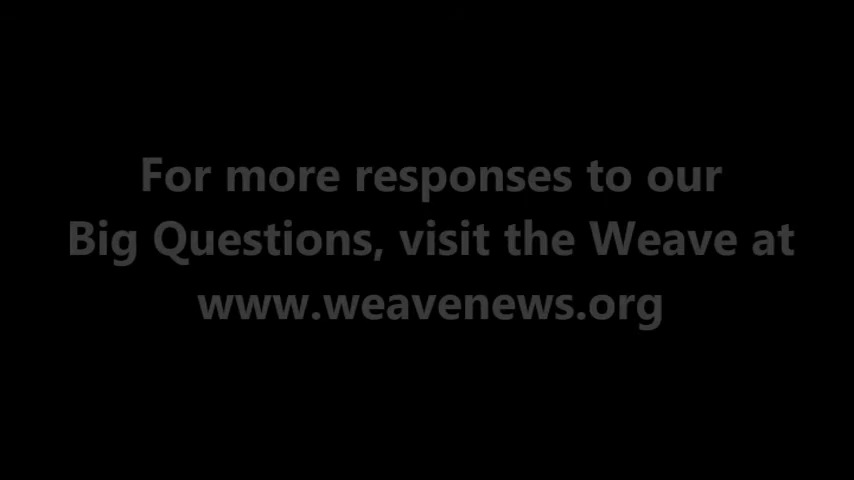 For more responses to our
Big Questions, visit the Weave at
www.weavenews.org